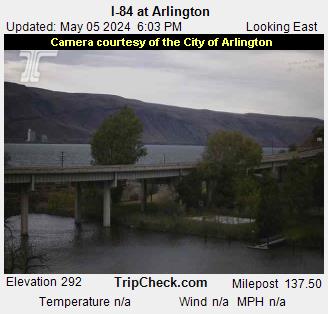 I-84 at Arlington
Updated: May 05 2024 6:03 PM Looking East
Camera courtesy of the City of Arlington
Elevation 292 TripCheck.com Milepost 137.50
Temperature n/a Wind n/a MPH n/a